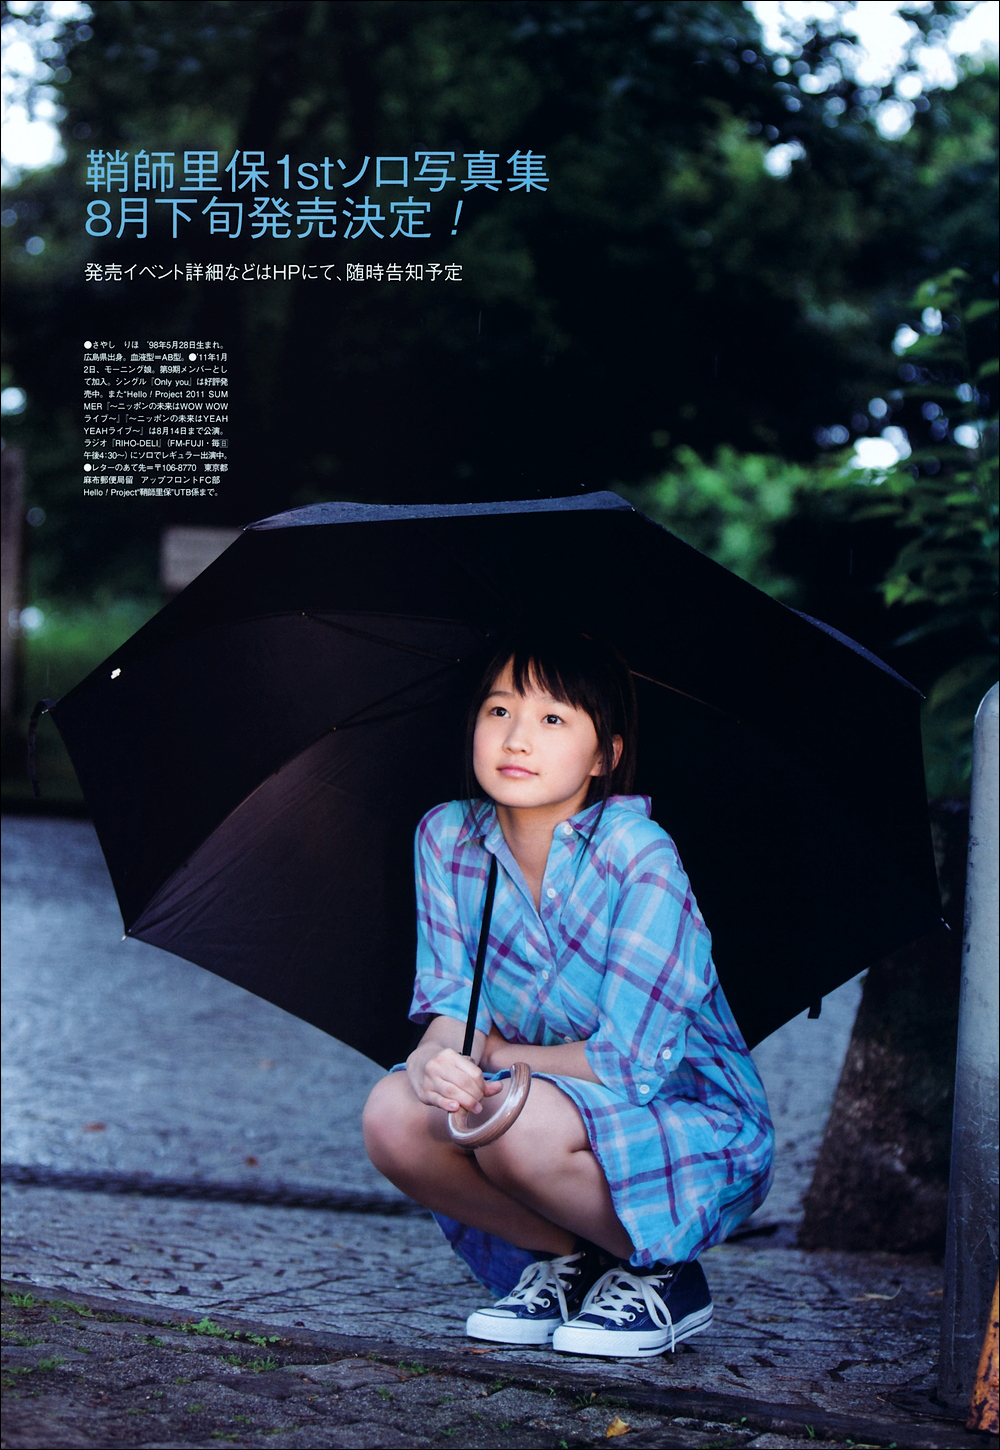 鞘師里保1stソロ写真集
8月下旬発売決定！
発売イベント詳細などはHPにて、随時告知予定
●さやし　りほ　'98年5月28日生まれ。
広島県出身。血液型＝AB型。●'11年1月
2日、モーニング娘。第9期メンバーとし
て加入。シングル『Only you』は好評発
売中。また"Hello！Project 2011 SUM
MER『～ニッポンの未来はWOW WOW
ライブ～』『～ニッポンの未来はYEAH
YEAHライブ～』は8月14日まで公演。
ラジオ『RIHO-DELI』（FM-FUJI・毎日
午後4:30～）にソロでレギュラー出演中。
●レターのあて先＝〒106-8770　東京都
麻布郵便局留　アップフロントFC部
Hello！Project"鞘師里保"UTB係まで。